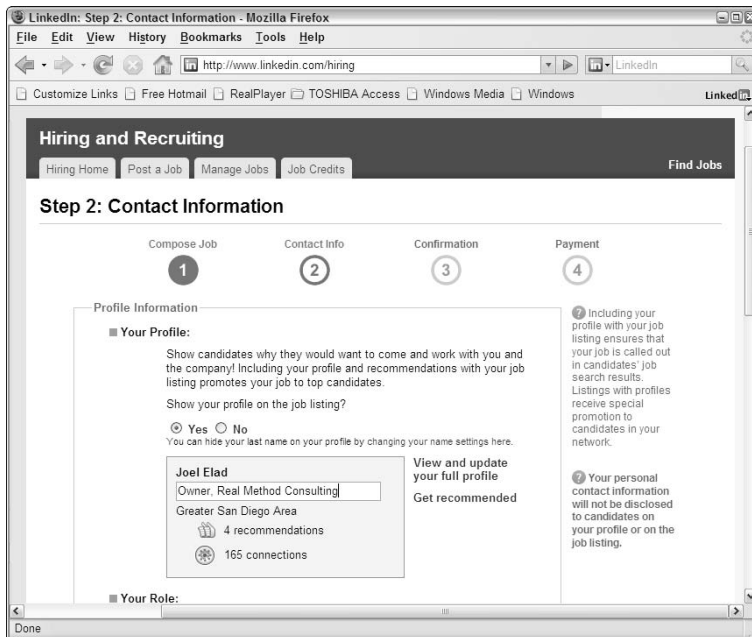 LinkedIn: Step 2: Contact Information - Mozilla Firefox
File Edit View History Bookmarks Tools Help
http://www.linkedin.com/hiring
LinkedIn
Customize Links Free Hotmail RealPlayer TOSHIBA Access Windows Media Windows
Linked in
Hiring and Recruiting
Hiring Home Post a Job Manage Jobs Job Credits
Find Jobs
Step 2: Contact Information
Compose Job Contact Info Confirmation Payment
1 2 3 4
Profile Information
Your Profile:
Show candidates why they would want to come and work with you and
the company! Including your profile and recommendations with your job
listing promotes your job to top candidates.
Show your profile on the job listing?
Yes No
You can hide your last name on your profile by changing your name settings here.
Joel Elad
Owner, Real Method Consulting
Greater San Diego Area
4 recommendations
165 connections
View and update
your full profile
Get recommended
? Including your
profile with your job
listing ensures that
your job is called out
in candidates' job
search results.
Listings with profiles
receive special
promotion to
candidates in your
network.
? Your personal
contact information
will not be disclosed
to candidates on
your profile or on the
job listing.
Your Role:
Done